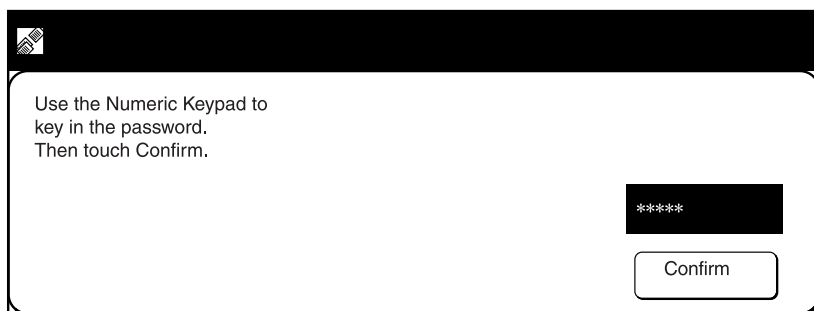 Use the Numeric Keypad to
key in the password.
Then touch Confirm.
*****
Confirm